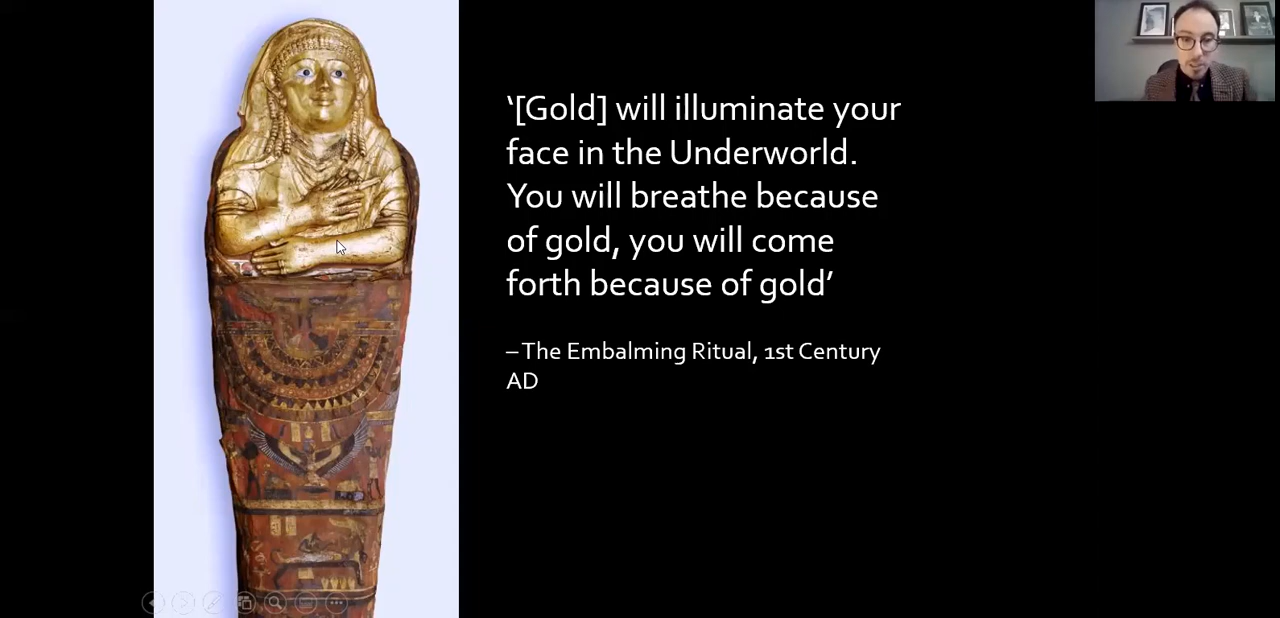 ‘[Gold] will illuminate your
face in the Underworld.
You will breathe because
of gold, you will come
forth because of gold’
– The Embalming Ritual, 1st Century
AD